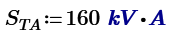 S_TA := 160 kV·A